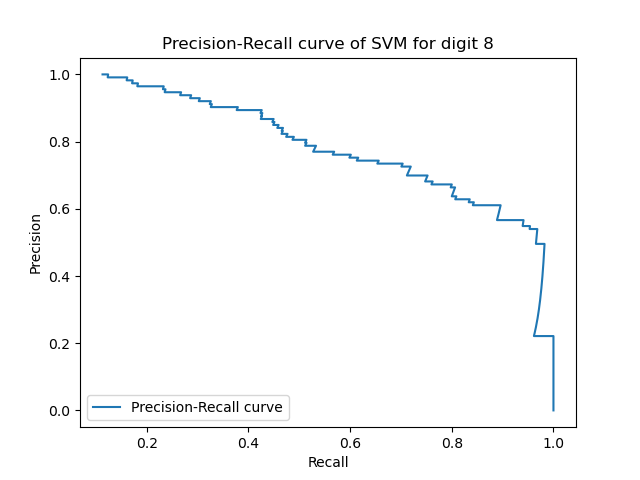 Precision-Recall curve of SVM for digit 8
1.0
0.8
0.6
0.4
0.2
0.0
Precision
Precision-Recall curve
0.2 0.4 0.6 0.8 1.0
Recall